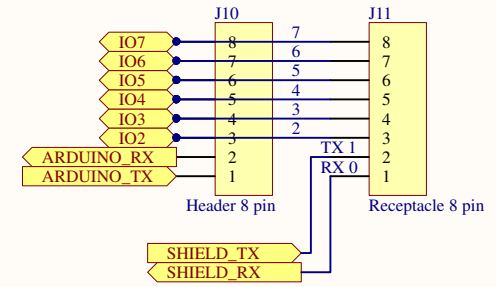 J10 J11
IO7 8 7 8
IO6 7 6 7
IO5 6 5 6
IO4 5 4 5
IO3 4 3 4
IO2 3 2 3
ARDUINO_RX 2 TX 1 2
ARDUINO_TX 1 RX 0 1
Header 8 pin Receptacle 8 pin
SHIELD_TX
SHIELD_RX